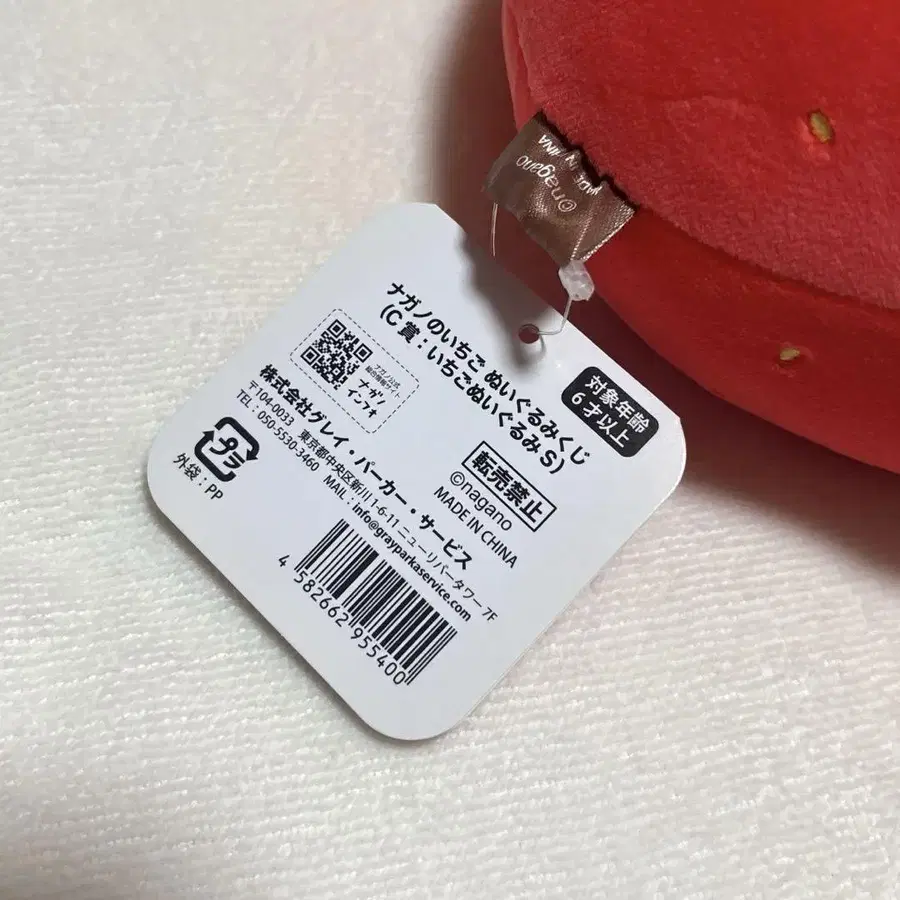 ©nagano
MADE IN CHINA
ナガノのいちご ぬいぐるみくじ
(C賞:いちごぬいぐるみS)
対象年齢
6才以上
ナガノ公式
総合情報サイト
ナガノ
インフォ
転売禁止
©nagano
MADE IN CHINA
株式会社グレイ・パーカー・サービス
〒104-0033 東京都中央区新川1-6-11 ニューリバータワー 7F
TEL:050-5530-3460 MAIL:info@grayparkaservice.com
プラ
外袋:PP
4 582662 955400